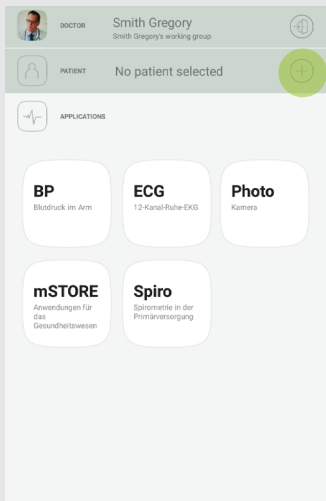 DOCTOR
Smith Gregory
Smith Gregory's working group
PATIENT
No patient selected
APPLICATIONS
BP
Blutdruck im Arm
ECG
12-Kanal-Ruhe-EKG
Photo
Kamera
mSTORE
Anwendungen für
das
Gesundheitswesen
Spiro
Spirometrie in der
Primärversorgung